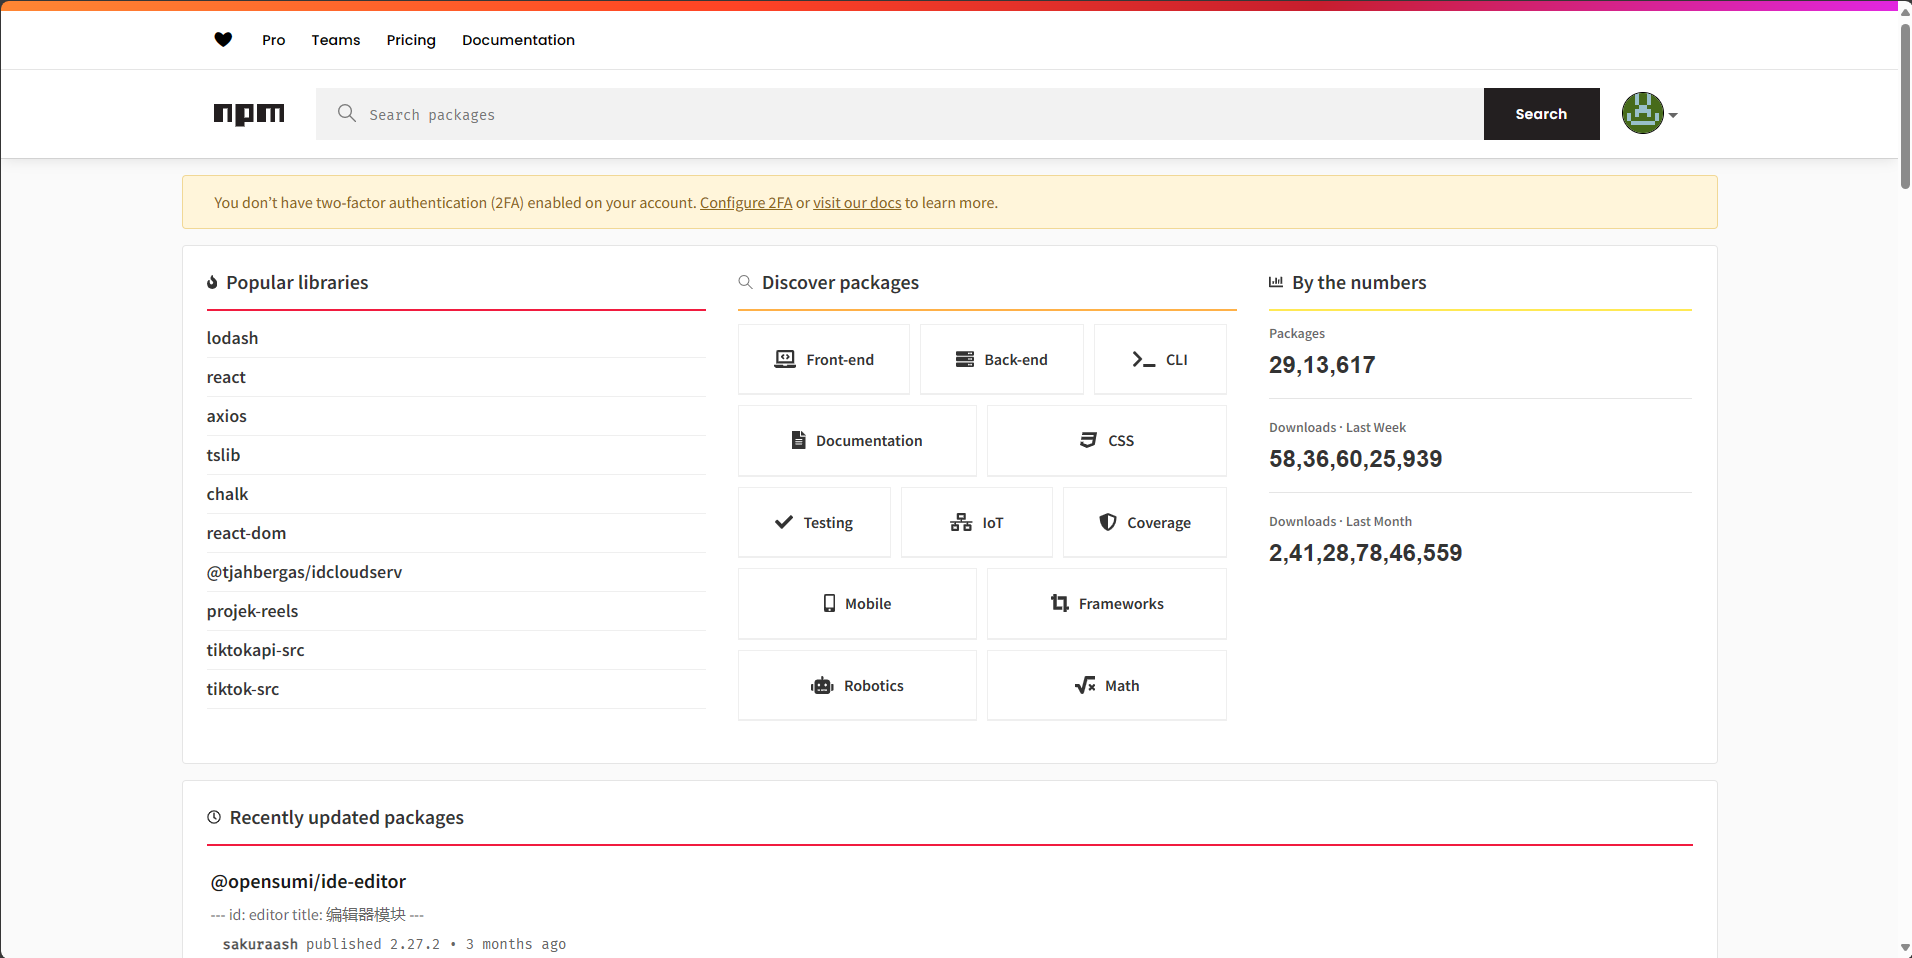 Pro Teams Pricing Documentation
npm Search packages Search
You don’t have two-factor authentication (2FA) enabled on your account. Configure 2FA or visit our docs to learn more.
Popular libraries
lodash
react
axios
tslib
chalk
react-dom
@tjahbergas/idcloudserv
projek-reels
tiktokapi-src
tiktok-src
Discover packages
Front-end Back-end CLI
Documentation CSS
Testing IoT Coverage
Mobile Frameworks
Robotics Math
By the numbers
Packages
29,13,617
Downloads · Last Week
58,36,60,25,939
Downloads · Last Month
2,41,28,78,46,559
Recently updated packages
@opensumi/ide-editor
--- id: editor title: 编辑器模块 ---
sakuraash published 2.27.2 • 3 months ago